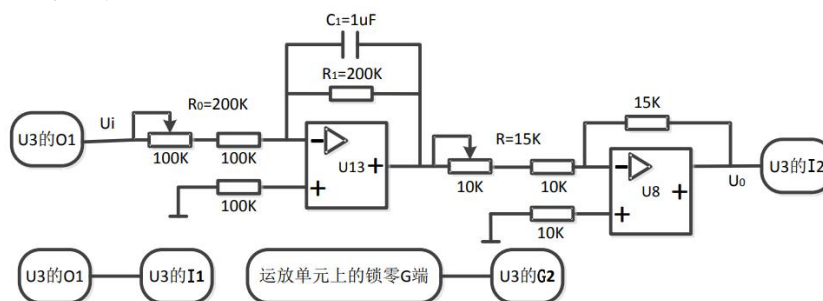 C₁=1uF
R₁=200K
R₀=200K
15K
U3的O1
Ui
100K
100K
U13
R=15K
U3的I2
100K
10K
10K
U8
U₀
10K
U3的O1
U3的I1
运放单元上的锁零G端
U3的G2